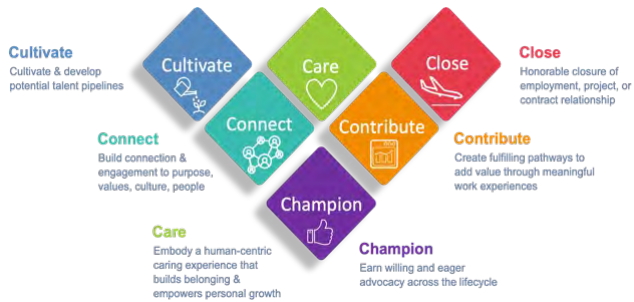 Cultivate
Cultivate & develop
potential talent pipelines
Cultivate
Care
Close
Close
Honorable closure of
employment, project, or
contract relationship
Connect
Build connection &
engagement to purpose,
values, culture, people
Connect
Contribute
Contribute
Create fulfilling pathways to
add value through meaningful
work experiences
Champion
Care
Embody a human-centric
caring experience that
builds belonging &
empowers personal growth
Champion
Earn willing and eager
advocacy across the lifecycle